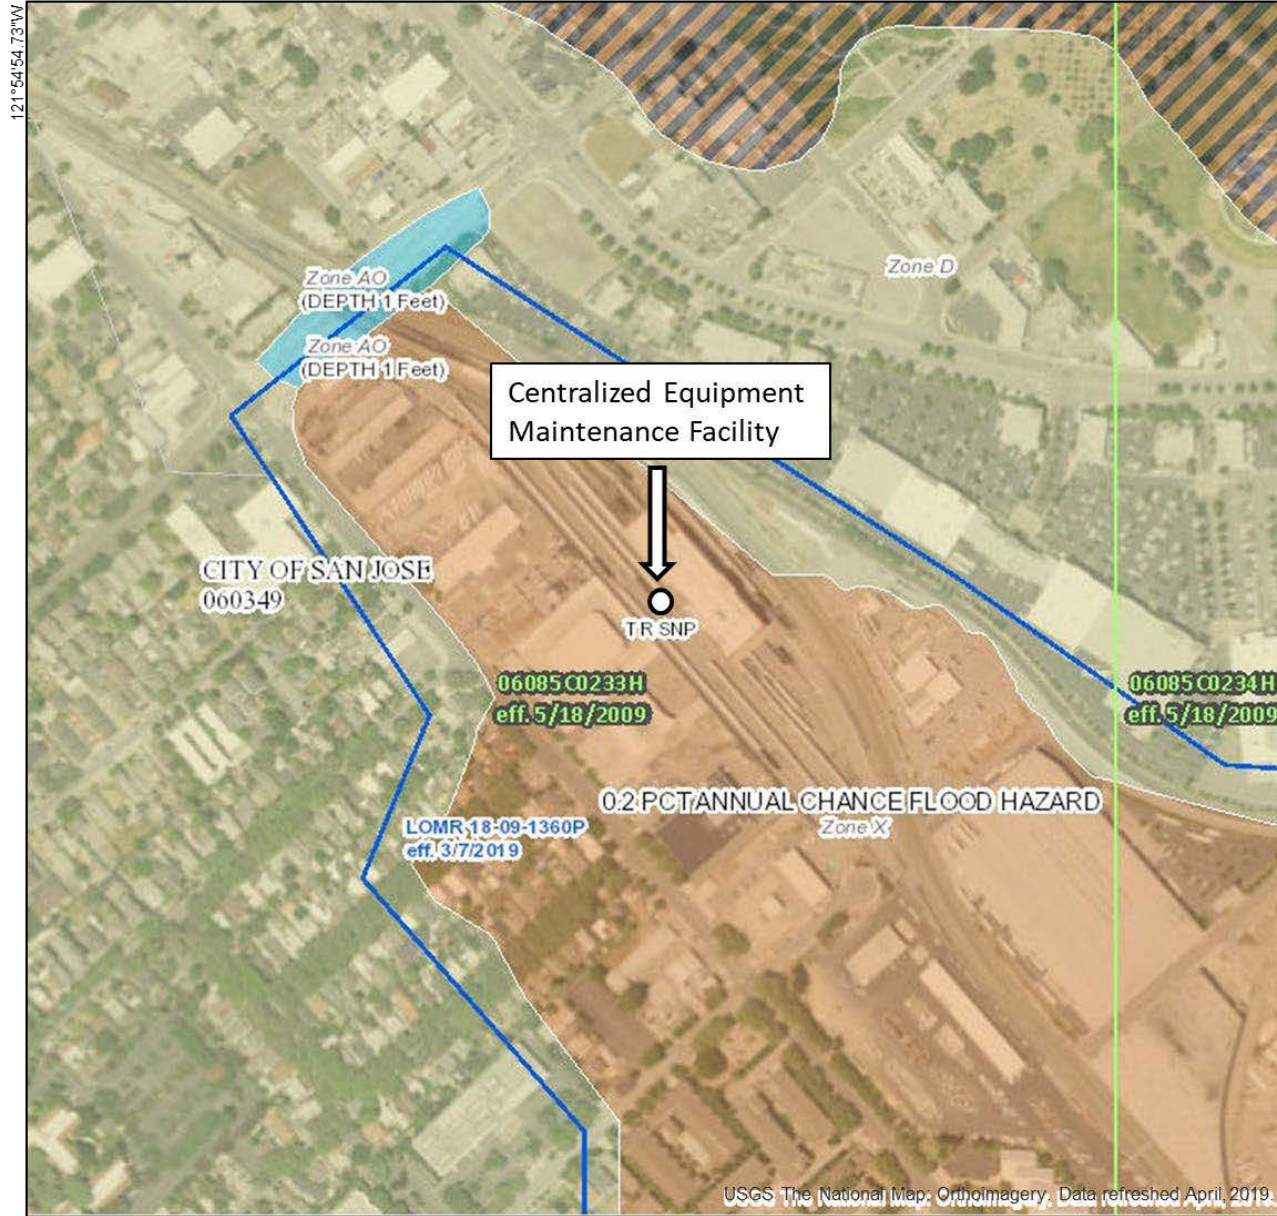 121°54'54.73"W
Zone D
Zone AO
(DEPTH 1 Feet)
Zone AO
(DEPTH 1 Feet)
Centralized Equipment
Maintenance Facility
CITY OF SAN JOSE
060349
T R SNP
06085C0233H
eff. 5/18/2009
06085C0234H
eff. 5/18/2009
0.2 PCT ANNUAL CHANCE FLOOD HAZARD
Zone X
LOMR 18-09-1360P
eff. 3/7/2019
USGS The National Map: Orthoimagery. Data refreshed April, 2019.